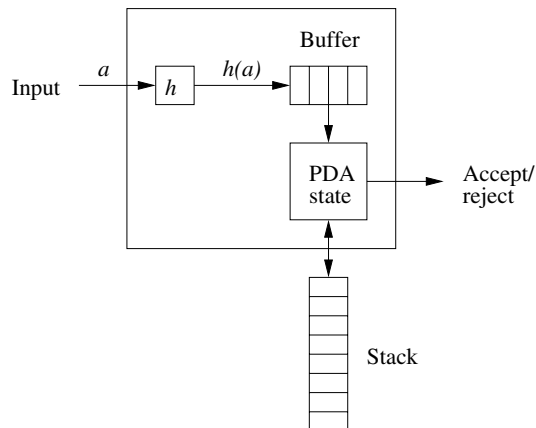 Buffer
a
h(a)
Input
h
PDA
state
Accept/
reject
Stack